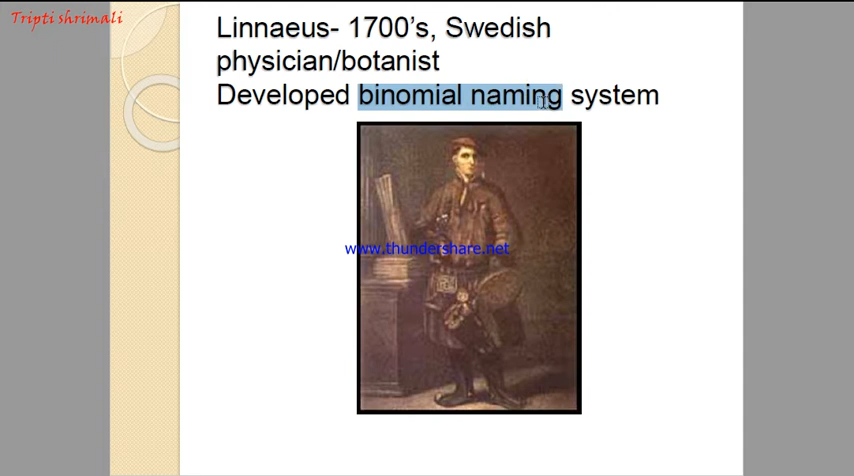 Tripti shrimali
Linnaeus- 1700’s, Swedish
physician/botanist
Developed binomial naming system
www.thundershare.net